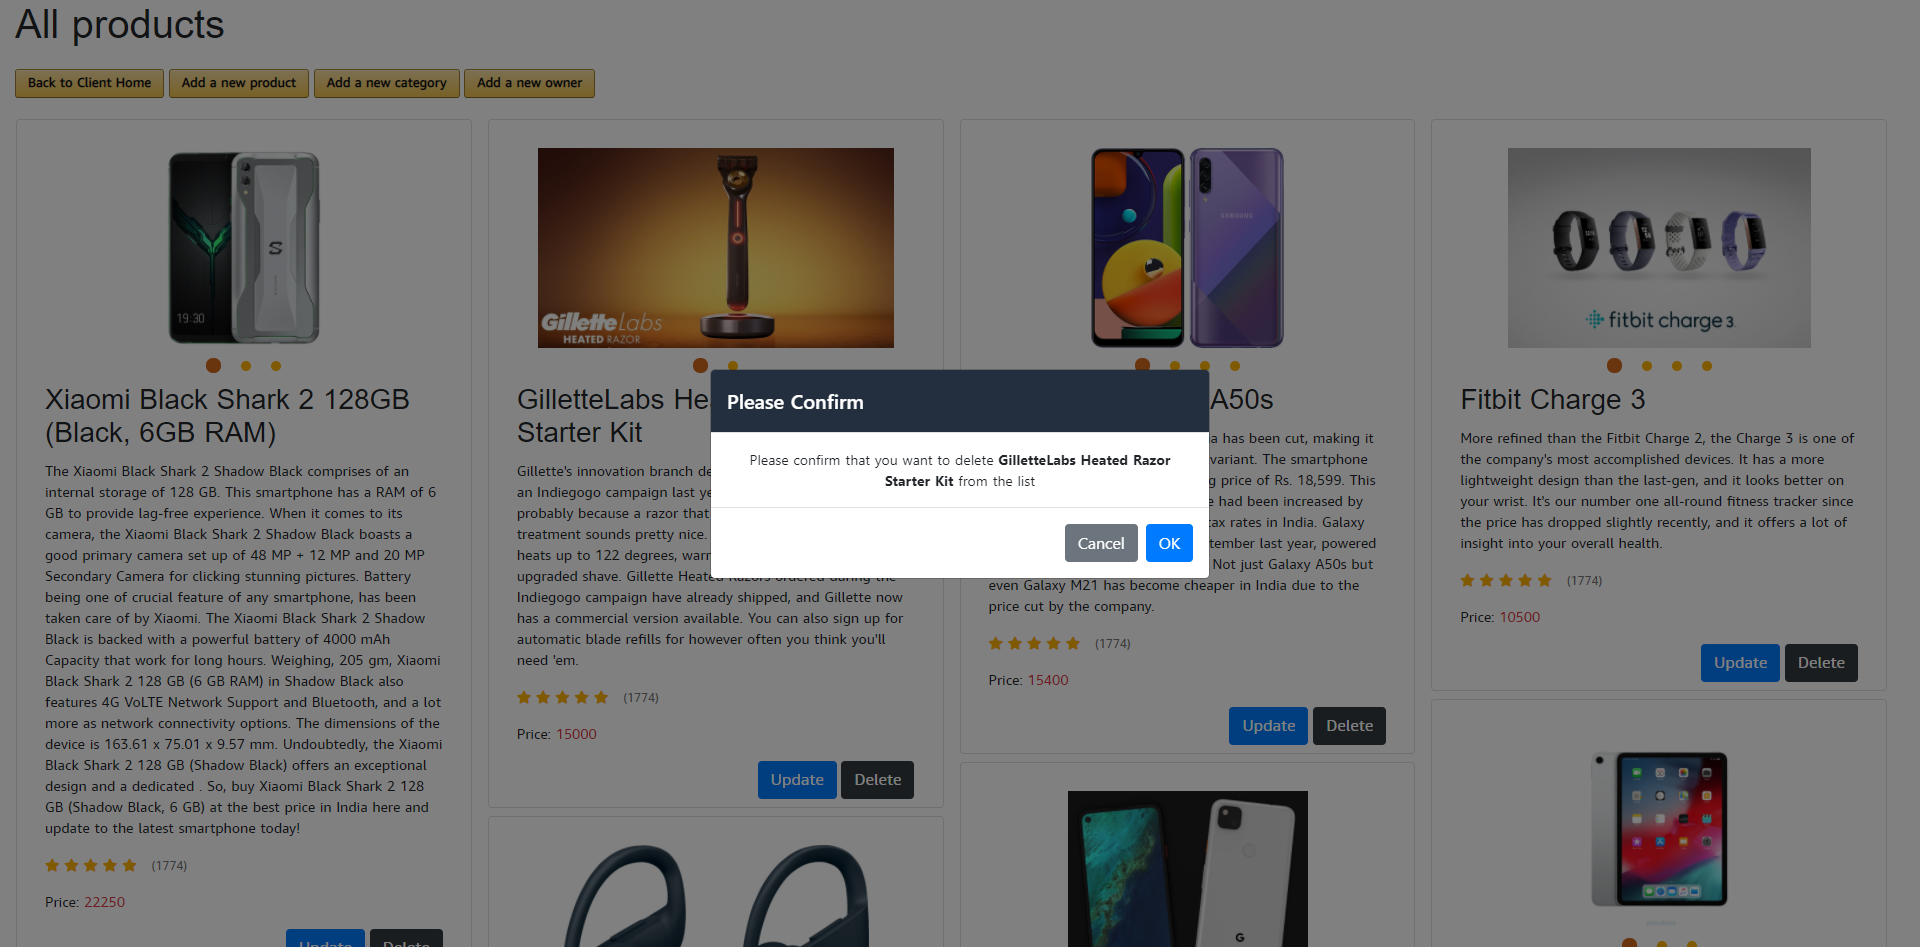 All products
Back to Client Home
Add a new product
Add a new category
Add a new owner
19:30
Xiaomi Black Shark 2 128GB
(Black, 6GB RAM)
The Xiaomi Black Shark 2 Shadow Black comprises of an
internal storage of 128 GB. This smartphone has a RAM of 6
GB to provide lag-free experience. When it comes to its
camera, the Xiaomi Black Shark 2 Shadow Black boasts a
good primary camera set up of 48 MP + 12 MP and 20 MP
Secondary Camera for clicking stunning pictures. Battery
being one of crucial feature of any smartphone, has been
taken care of by Xiaomi. The Xiaomi Black Shark 2 Shadow
Black is backed with a powerful battery of 4000 mAh
Capacity that work for long hours. Weighing, 205 gm, Xiaomi
Black Shark 2 128 GB (6 GB RAM) in Shadow Black also
features 4G VoLTE Network Support and Bluetooth, and a lot
more as network connectivity options. The dimensions of the
device is 163.61 x 75.01 x 9.57 mm. Undoubtedly, the Xiaomi
Black Shark 2 128 GB (Shadow Black) offers an exceptional
design and a dedicated . So, buy Xiaomi Black Shark 2 128
GB (Shadow Black, 6 GB) at the best price in India here and
update to the latest smartphone today!
(1774)
Price: 22250
Update
Delete
Gillette Labs
HEATED RAZOR
GilletteLabs He
Starter Kit
Gillette's innovation branch de
an Indiegogo campaign last ye
probably because a razor that
treatment sounds pretty nice.
heats up to 122 degrees, warm
upgraded shave. Gillette Heated Razors ordered during the
Indiegogo campaign have already shipped, and Gillette now
has a commercial version available. You can also sign up for
automatic blade refills for however often you think you'll
need 'em.
(1774)
Price: 15000
Update
Delete
SAMSUNG
A50s
a has been cut, making it
variant. The smartphone
g price of Rs. 18,599. This
e had been increased by
tax rates in India. Galaxy
tember last year, powered
Not just Galaxy A50s but
even Galaxy M21 has become cheaper in India due to the
price cut by the company.
(1774)
Price: 15400
Update
Delete
G
fitbit charge 3
Fitbit Charge 3
More refined than the Fitbit Charge 2, the Charge 3 is one of
the company's most accomplished devices. It has a more
lightweight design than the last-gen, and it looks better on
your wrist. It's our number one all-round fitness tracker since
the price has dropped slightly recently, and it offers a lot of
insight into your overall health.
(1774)
Price: 10500
Update
Delete
Please Confirm
Please confirm that you want to delete GilletteLabs Heated Razor
Starter Kit from the list
Cancel
OK